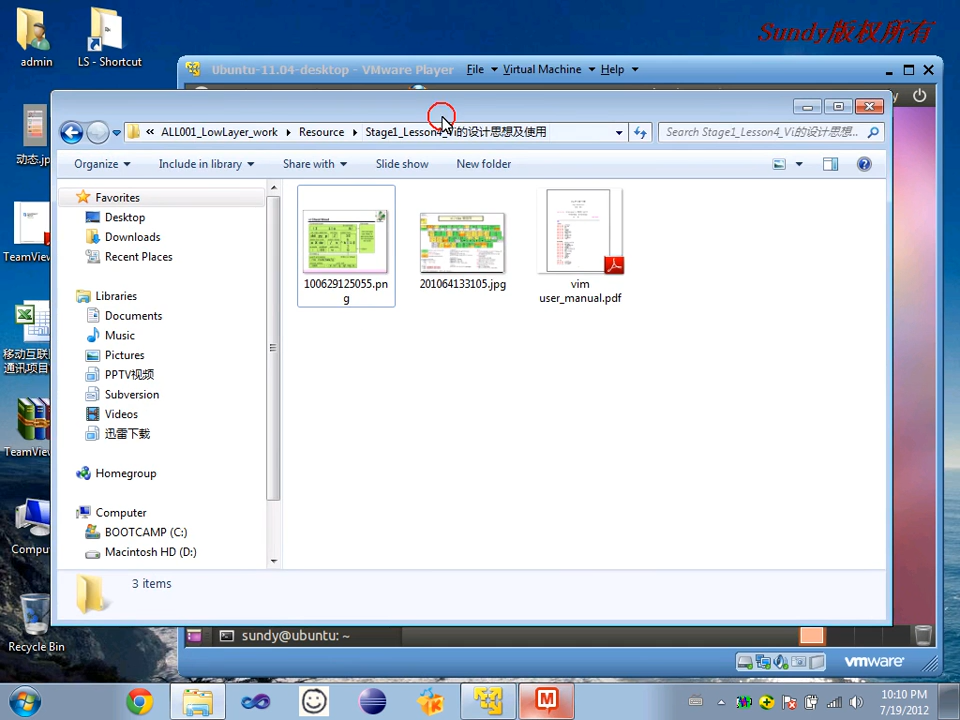 Sundy版权所有
admin
LS - Shortcut
Ubuntu-11.04-desktop - VMware Player File Virtual Machine Help
ALL001_LowLayer_work Resource Stage1_Lesson4_Vi的设计思想及使用
Search Stage1_Lesson4_Vi的设计思想...
Organize Include in library Share with Slide show New folder
Favorites
Desktop
Downloads
Recent Places
Libraries
Documents
Music
Pictures
PPTV视频
Subversion
Videos
迅雷下载
Homegroup
Computer
BOOTCAMP (C:)
Macintosh HD (D:)
100629125055.pn
g
201064133105.jpg
vim
user_manual.pdf
3 items
动态.jp
TeamView
移动互联
通讯项目
TeamView
Compu
Recycle Bin
sundy@ubuntu: ~
vmware
10:10 PM
7/19/2012